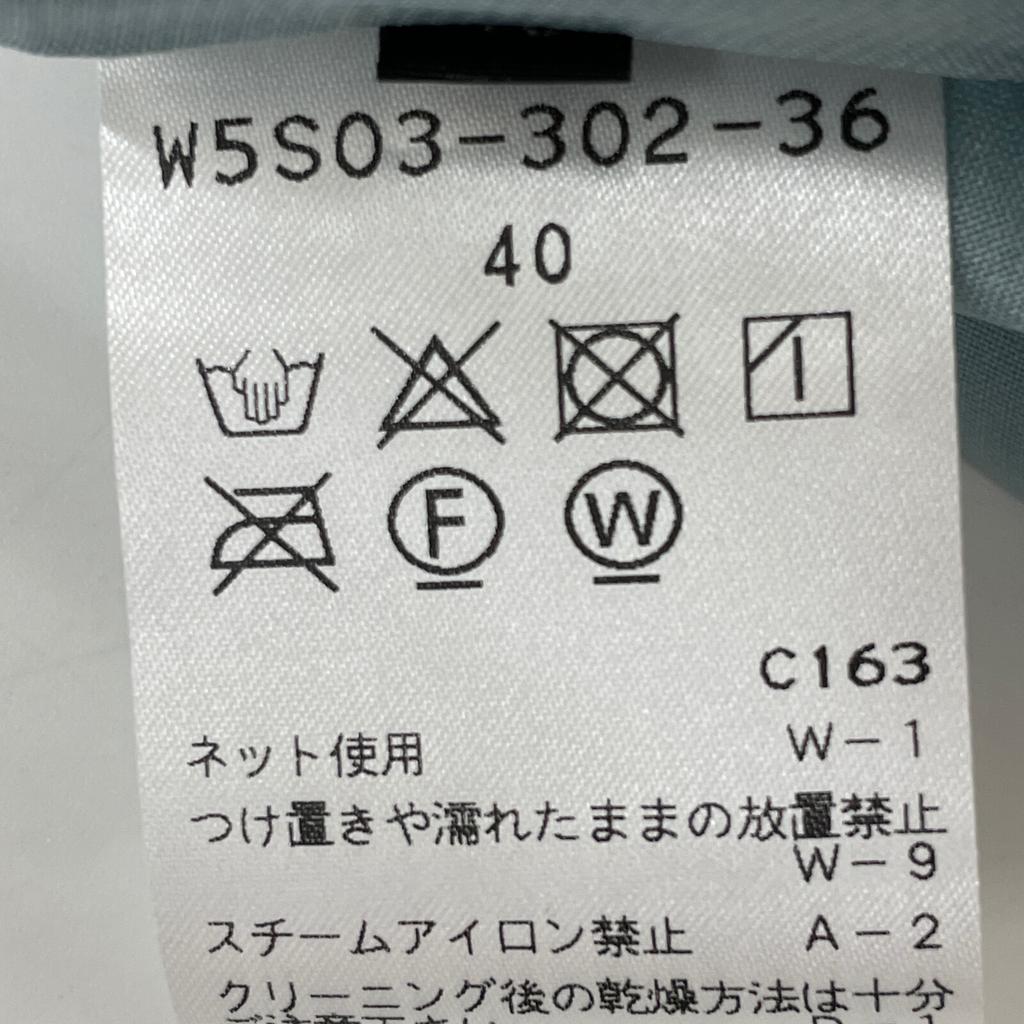 W5S03-302-36
40
F W
C163
ネット使用 W-1
つけ置きや濡れたままの放置禁止
W-9
スチームアイロン禁止 A-2
クリーニング後の乾燥方法は十分